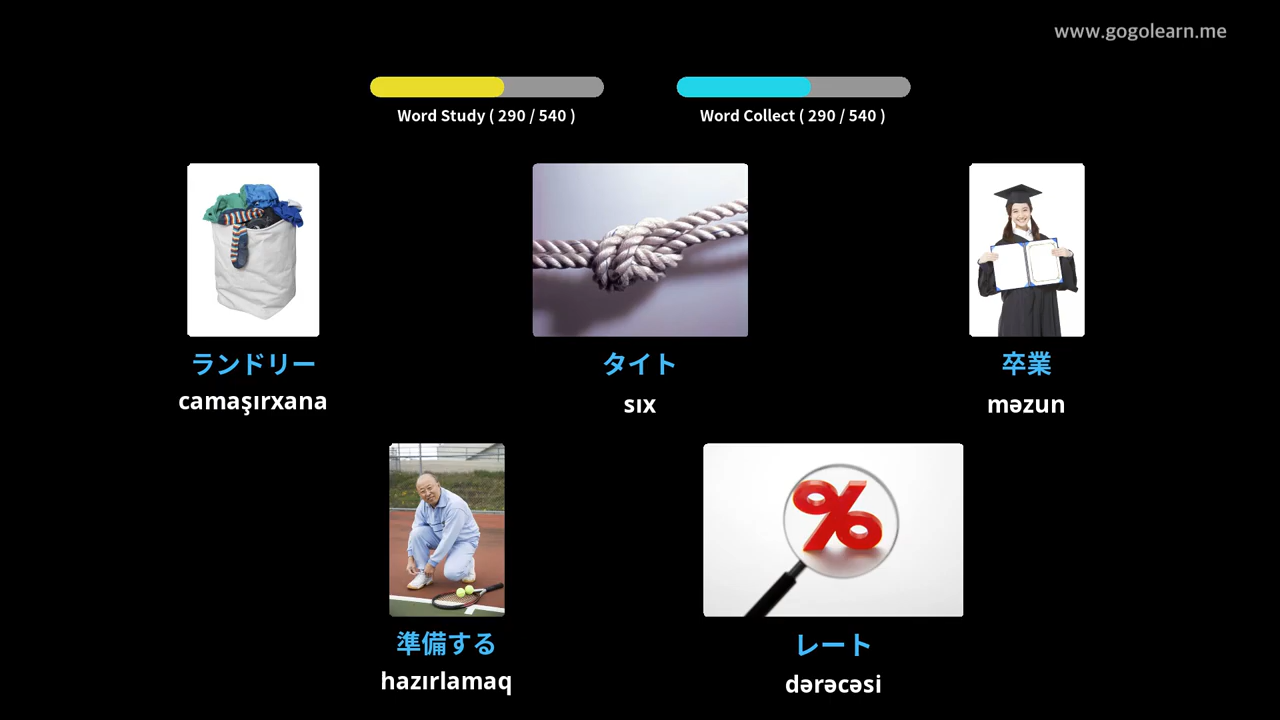 www.gogolearn.me
Word Study ( 290 / 540 )
Word Collect ( 290 / 540 )
ランドリー
camaşırxana
タイト
sıx
卒業
məzun
準備する
hazırlamaq
レート
dərəcəsi